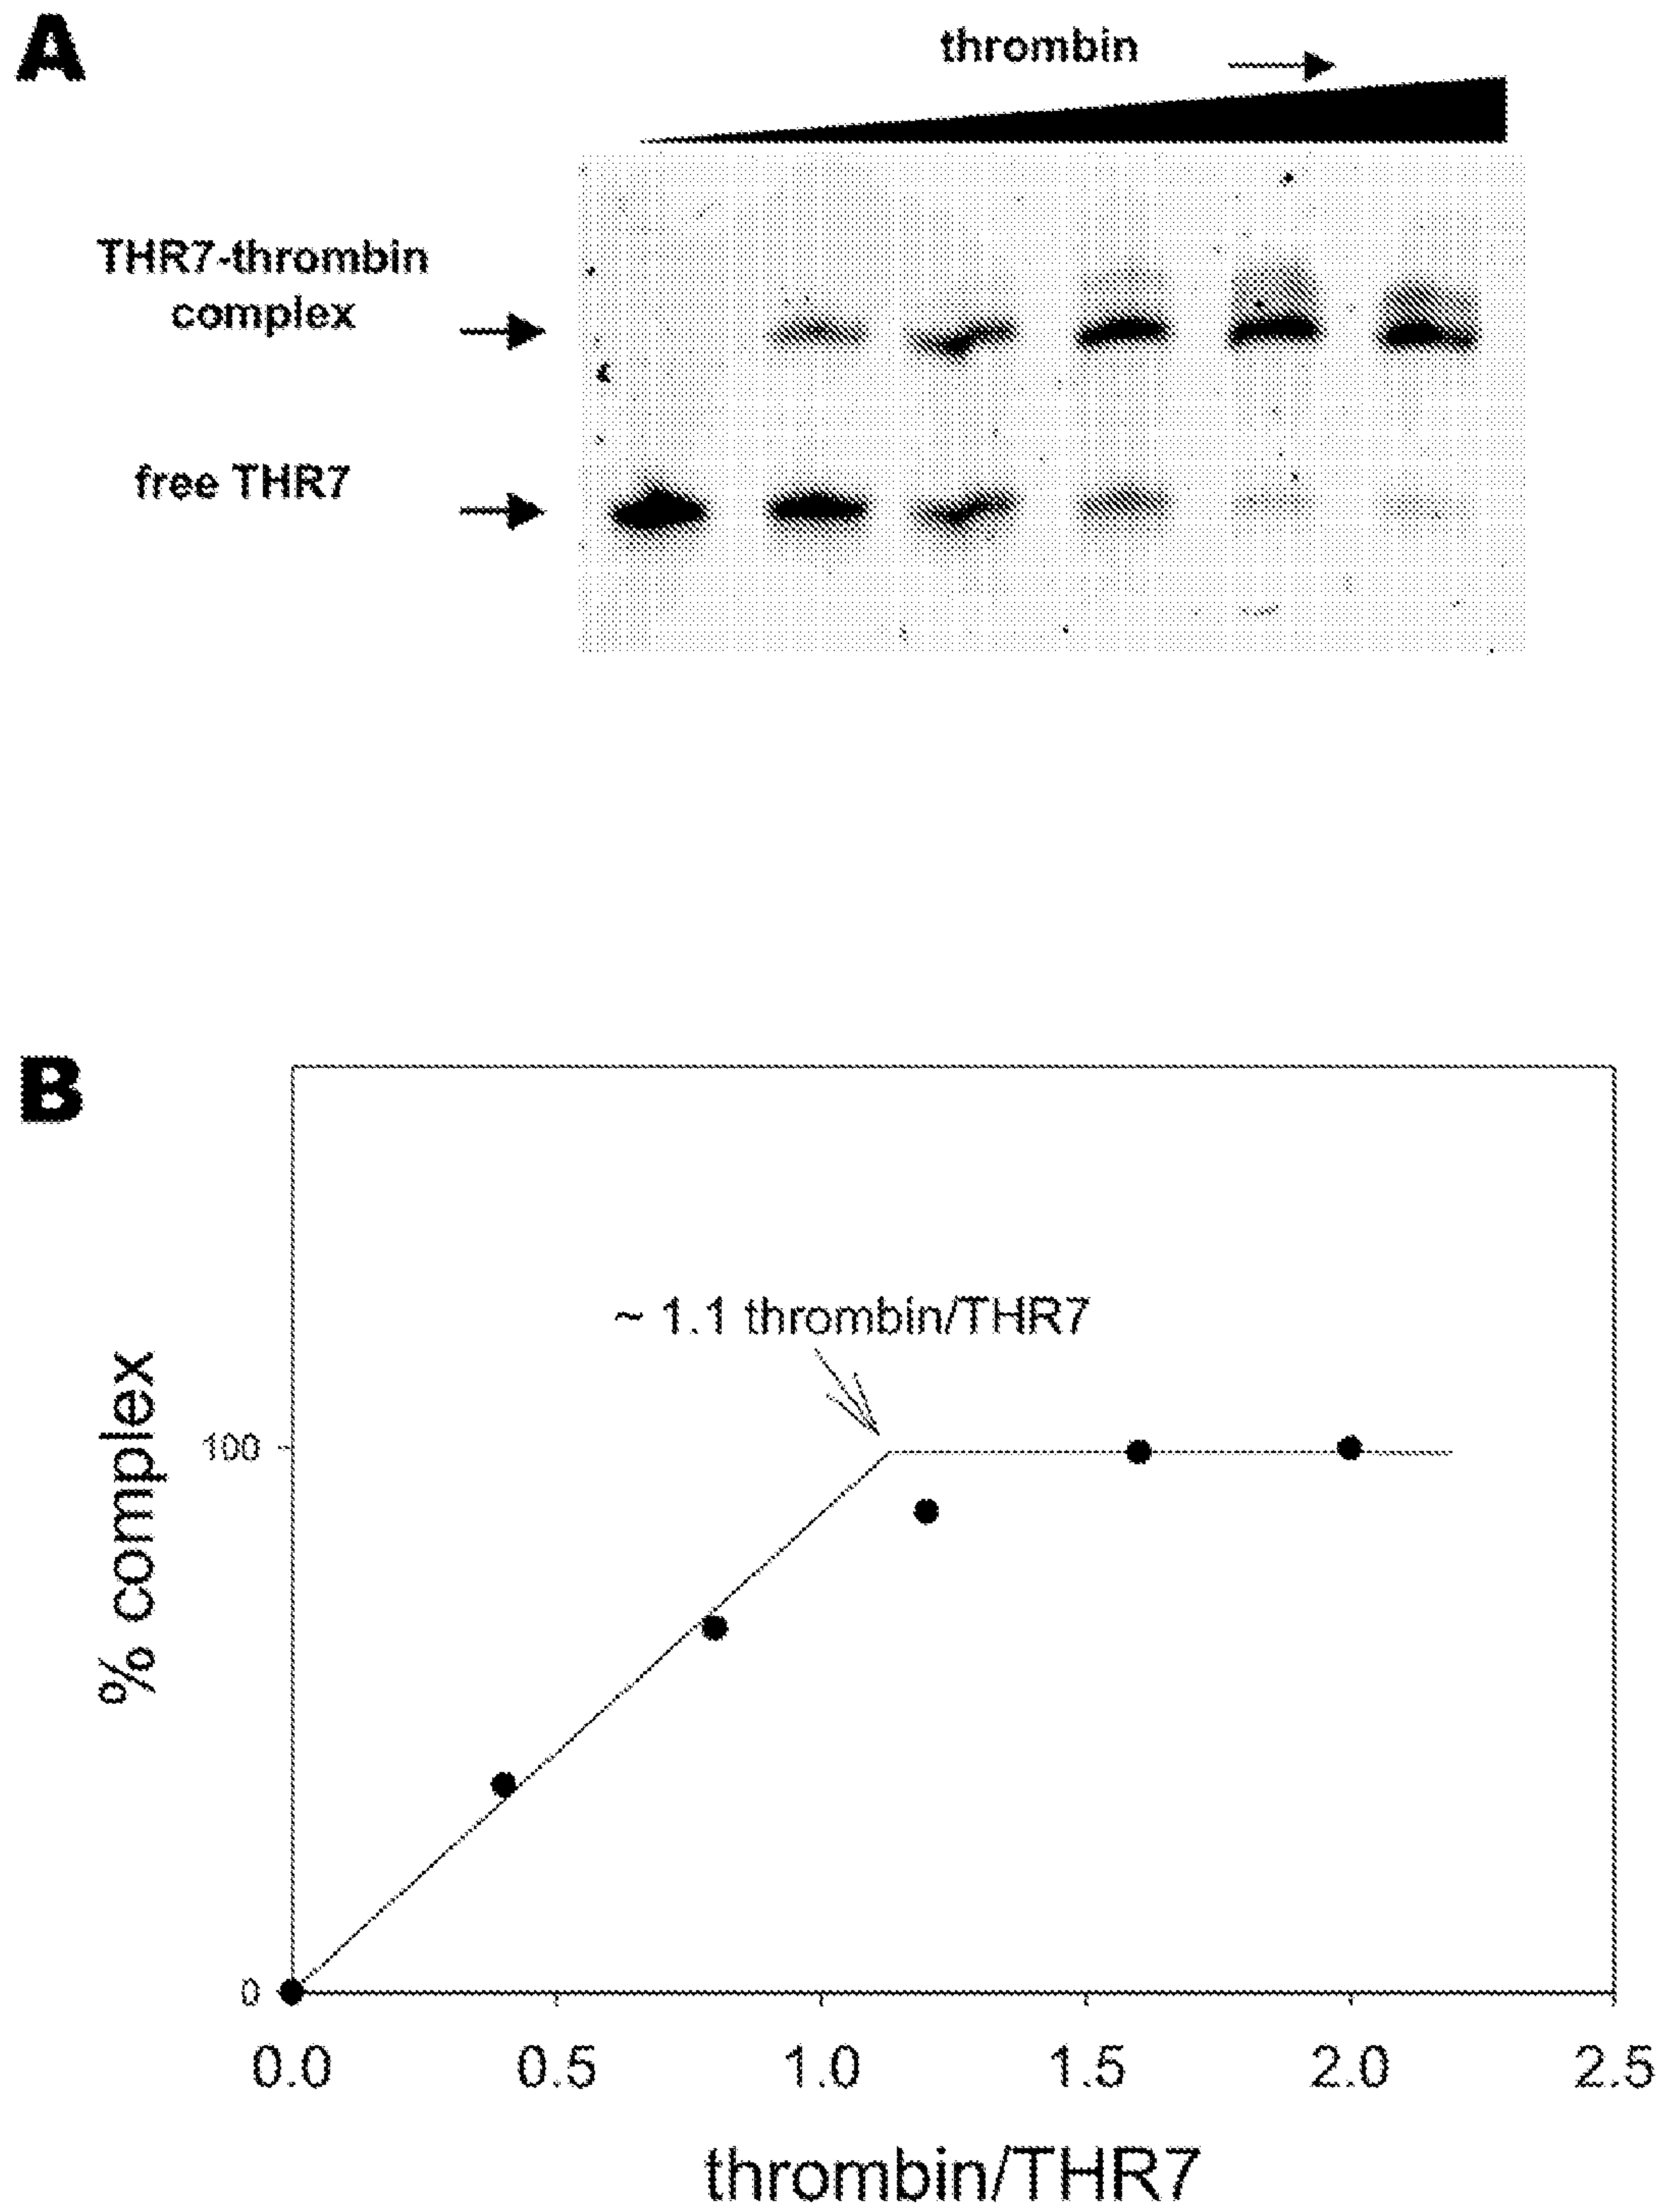 A
thrombin
THR7-thrombin
complex
free THR7
B
~ 1.1 thrombin/THR7
100
% complex
0
0.0 0.5 1.0 1.5 2.0 2.5
thrombin/THR7